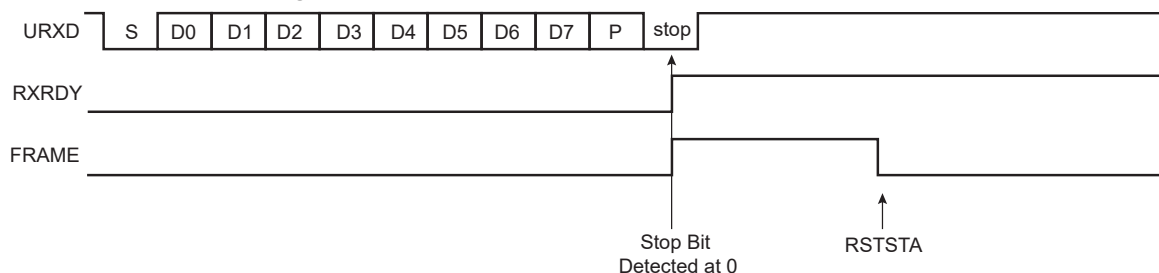 URXD S D0 D1 D2 D3 D4 D5 D6 D7 P stop
RXRDY
FRAME
Stop Bit
Detected at 0
RSTSTA